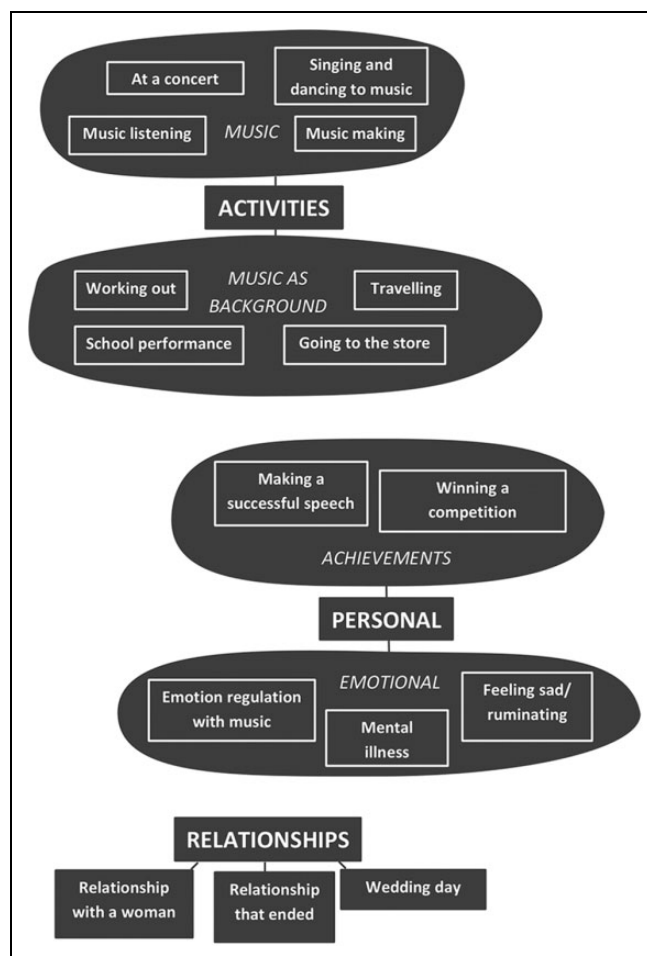 At a concert
Singing and
dancing to music
Music listening
MUSIC
Music making
ACTIVITIES
Working out
MUSIC AS
BACKGROUND
Travelling
School performance
Going to the store
Making a
successful speech
Winning a
competition
ACHIEVEMENTS
PERSONAL
EMOTIONAL
Emotion regulation
with music
Mental
illness
Feeling sad/
ruminating
RELATIONSHIPS
Relationship
with a woman
Relationship
that ended
Wedding day